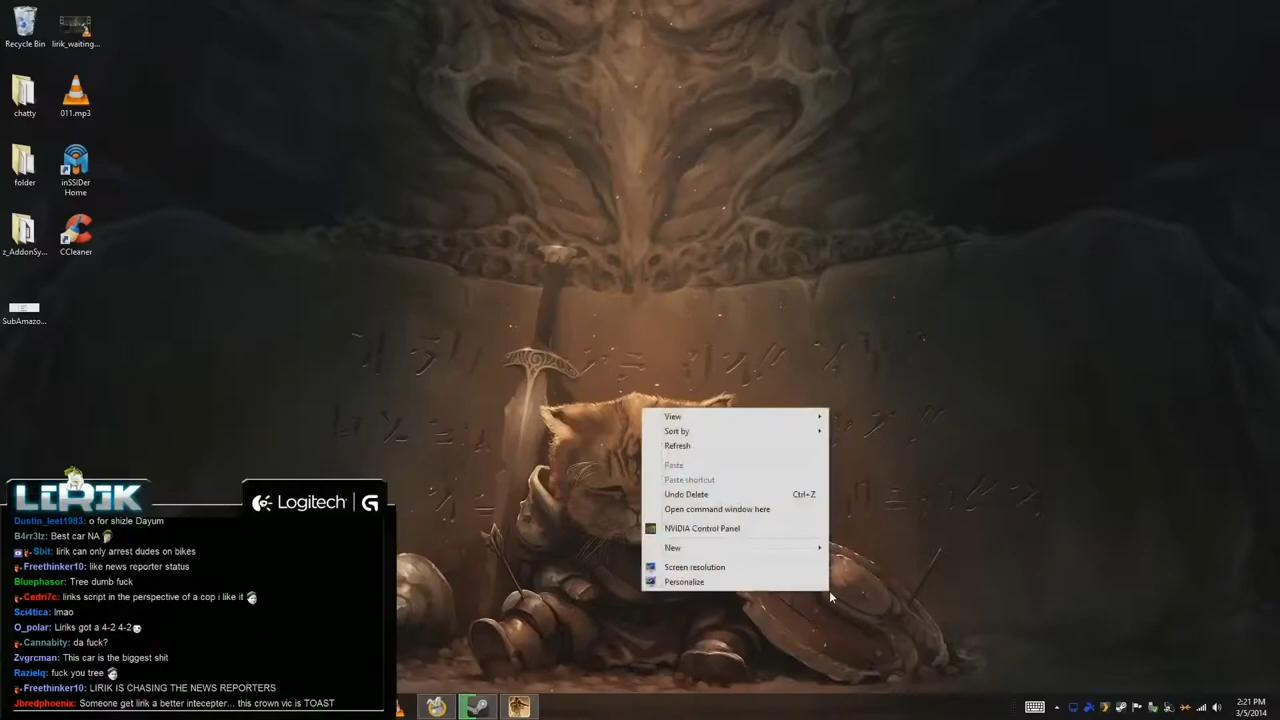 Recycle Bin
lirik_waiting...
chatty
011.mp3
folder
inSSIDer
Home
z_AddonSy...
CCleaner
SubAmazo...
View
Sort by
Refresh
Paste
Paste shortcut
Undo Delete Ctrl+Z
Open command window here
NVIDIA Control Panel
New
Screen resolution
Personalize
LIRIK
Logitech G
Dustin_leet1983: o for shizle Dayum
B4rr3lz: Best car NA
Sbit: lirik can only arrest dudes on bikes
Freethinker10: like news reporter status
Bluephasor: Tree dumb fuck
Cedri7c: liriks script in the perspective of a cop i like it
Sci4tica: lmao
O_polar: Liriks got a 4-2 4-2
Cannabity: da fuck?
Zvgrcman: This car is the biggest shit
Razielq: fuck you tree
Freethinker10: LIRIK IS CHASING THE NEWS REPORTERS
Jbredphoenix: Someone get lirik a better intecepter... this crown vic is TOAST
2:21 PM
3/5/2014